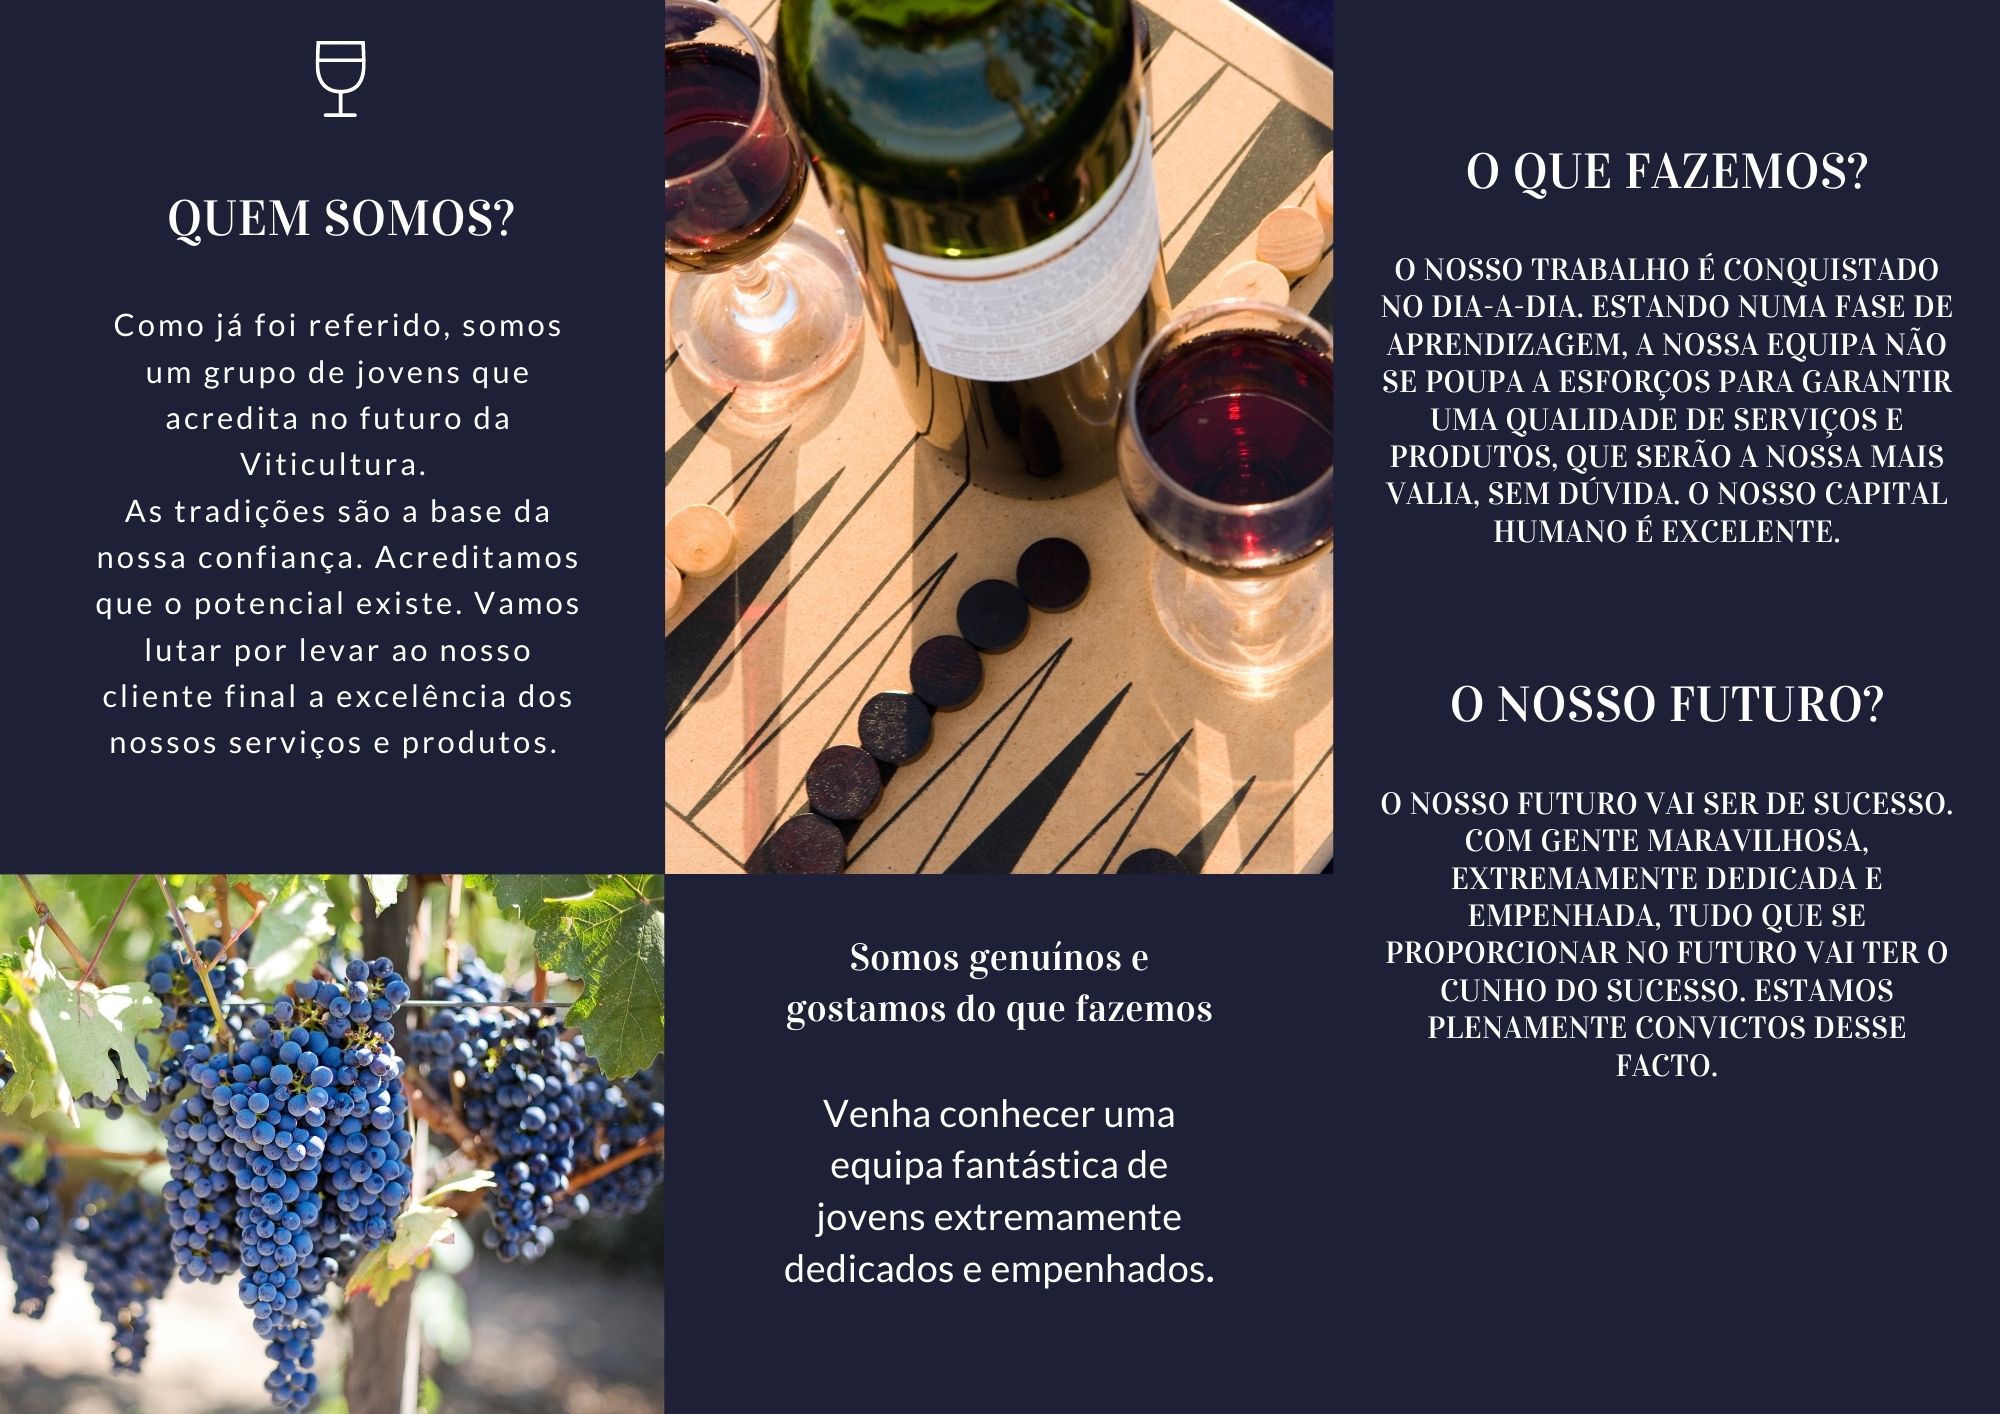 QUEM SOMOS?
Como já foi referido, somos
um grupo de jovens que
acredita no futuro da
Viticultura.
As tradições são a base da
nossa confiança. Acreditamos
que o potencial existe. Vamos
lutar por levar ao nosso
cliente final a excelência dos
nossos serviços e produtos.
Somos genuínos e
gostamos do que fazemos
Venha conhecer uma
equipa fantástica de
jovens extremamente
dedicados e empenhados.
O QUE FAZEMOS?
O NOSSO TRABALHO É CONQUISTADO
NO DIA-A-DIA. ESTANDO NUMA FASE DE
APRENDIZAGEM, A NOSSA EQUIPA NÃO
SE POUPA A ESFORÇOS PARA GARANTIR
UMA QUALIDADE DE SERVIÇOS E
PRODUTOS, QUE SERÃO A NOSSA MAIS
VALIA, SEM DÚVIDA. O NOSSO CAPITAL
HUMANO É EXCELENTE.
O NOSSO FUTURO?
O NOSSO FUTURO VAI SER DE SUCESSO.
COM GENTE MARAVILHOSA,
EXTREMAMENTE DEDICADA E
EMPENHADA, TUDO QUE SE
PROPORCIONAR NO FUTURO VAI TER O
CUNHO DO SUCESSO. ESTAMOS
PLENAMENTE CONVICTOS DESSE
FACTO.